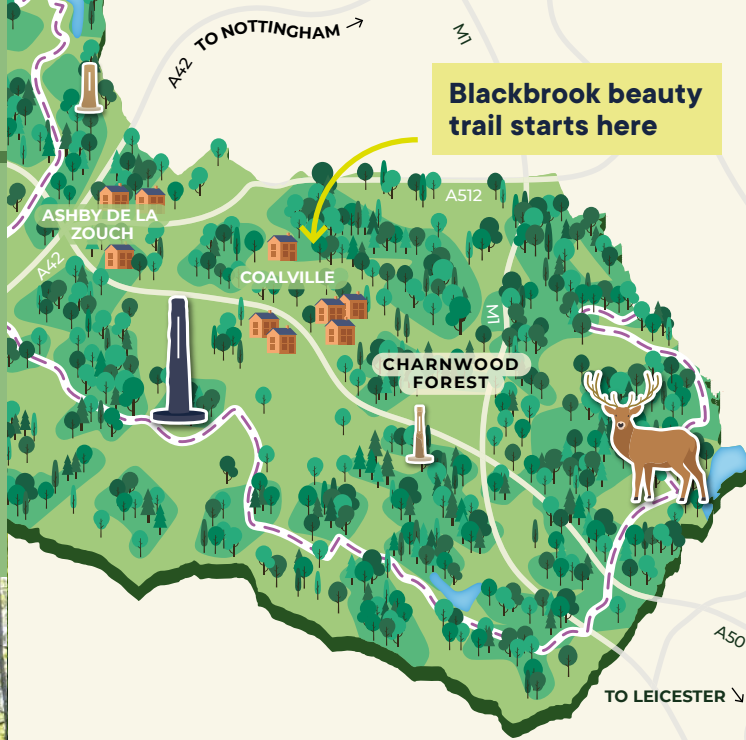 TO NOTTINGHAM
M1
A42
Blackbrook beauty
trail starts here
A512
ASHBY DE LA
ZOUCH
A42
COALVILLE
M1
CHARNWOOD
FOREST
A50
TO LEICESTER